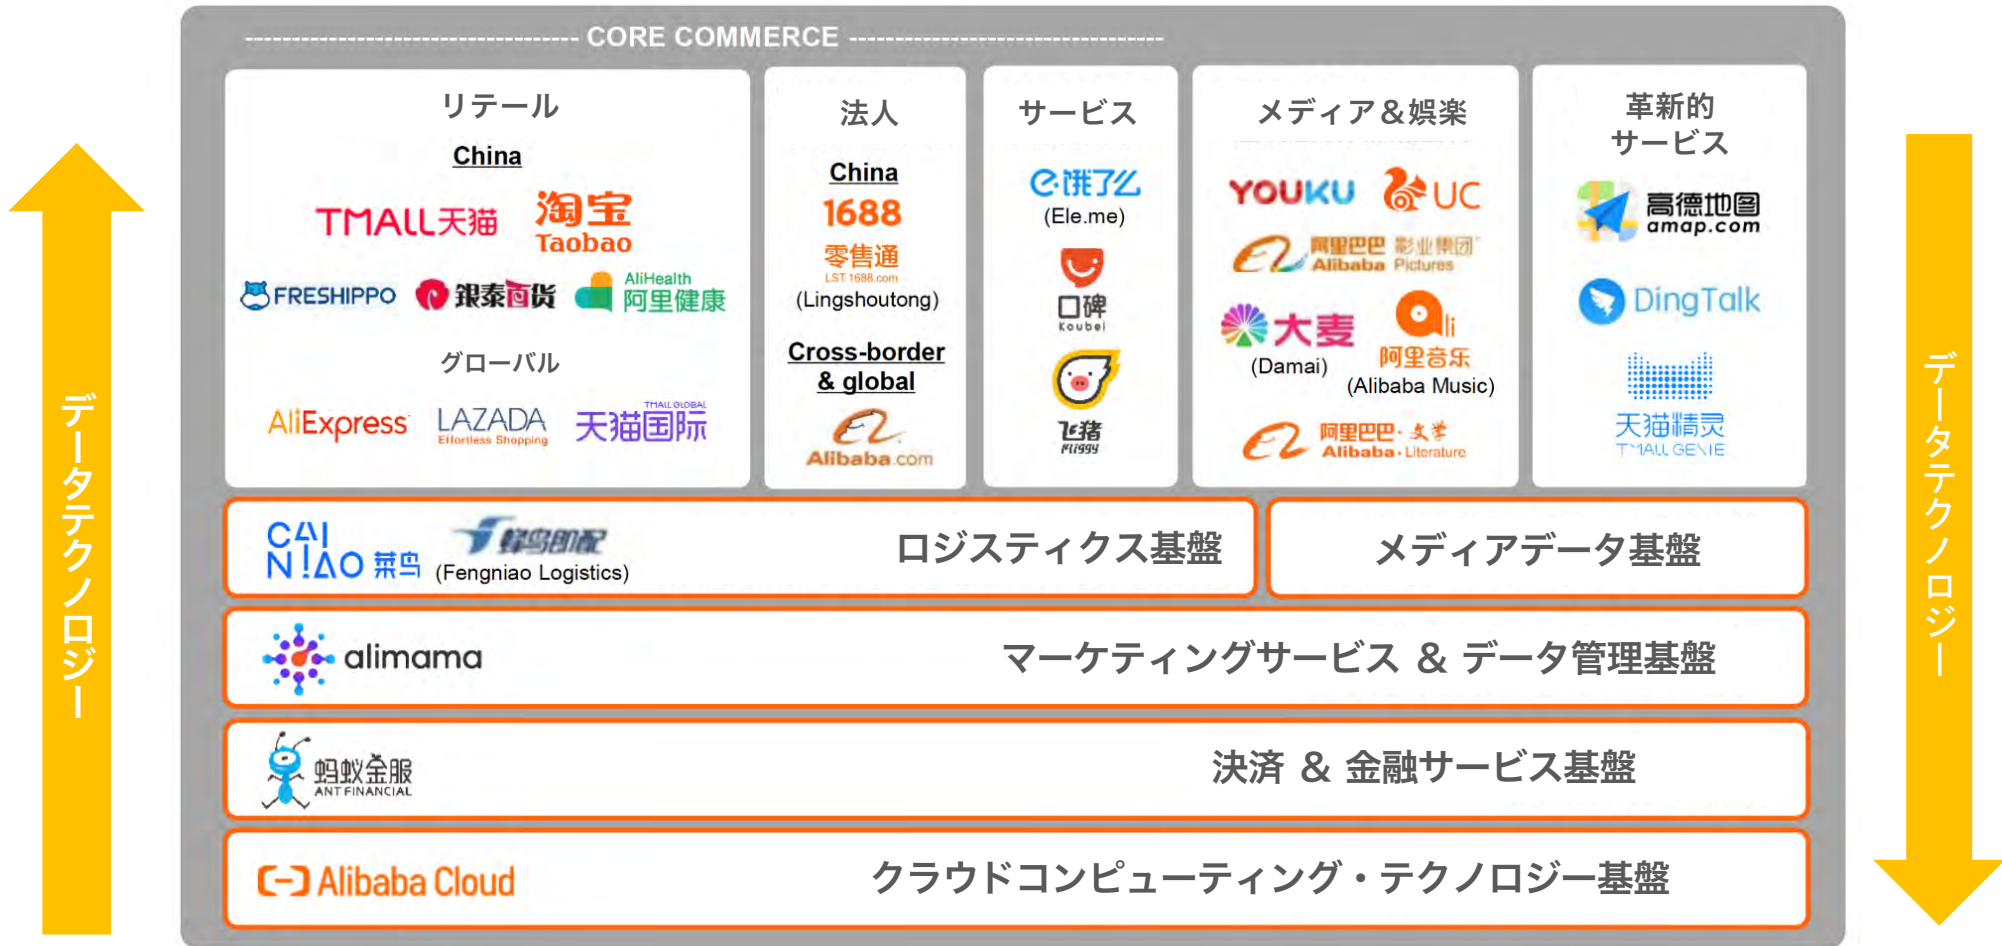 CORE COMMERCE
リテール
China
TMALL天猫
淘宝
Taobao
FRESHIPPO
银泰百货
AliHealth
阿里健康
グローバル
AliExpress
LAZADA
Effortless Shopping
TMALL GLOBAL
天猫国际
法人
China
1688
零售通
LST.1688.com
(Lingshoutong)
Cross-border
& global
Alibaba.com
サービス
饿了么
(Ele.me)
口碑
Koubei
飞猪
Fliggy
メディア＆娯楽
YOUKU
UC
阿里巴巴 影业集团
Alibaba Pictures
大麦
(Damai)
ali
阿里音乐
(Alibaba Music)
阿里巴巴·文学
Alibaba·Literature
革新的
サービス
高德地图
amap.com
DingTalk
天猫精灵
TMALL GENIE
データテクノロジー
データテクノロジー
CAI
NIAO 菜鸟
蜂鸟即配
(Fengniao Logistics)
ロジスティクス基盤
メディアデータ基盤
alimama
マーケティングサービス ＆ データ管理基盤
蚂蚁金服
ANT FINANCIAL
決済 ＆ 金融サービス基盤
Alibaba Cloud
クラウドコンピューティング・テクノロジー基盤